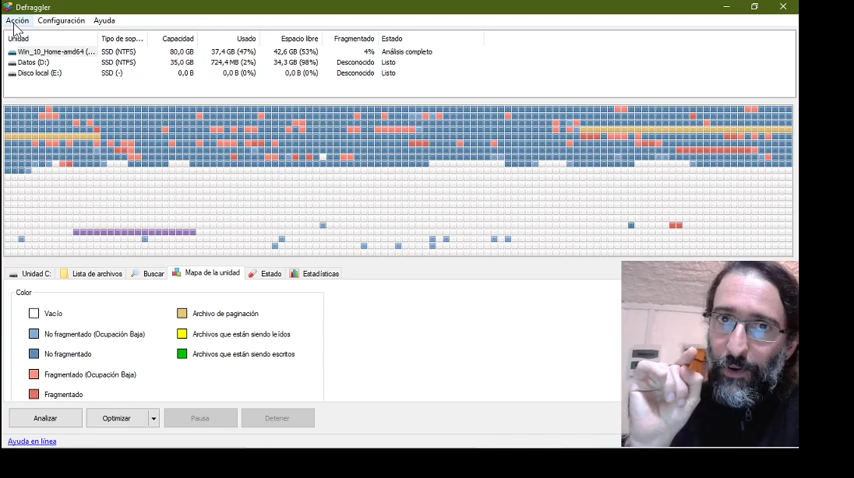 Defraggler
Acción Configuración Ayuda
Unidad Tipo de sop... Capacidad Usado Espacio libre Fragmentado Estado
Win_10_Home-amd64 (... SSD (NTFS) 80,0 GB 37,4 GB (47%) 42,6 GB (53%) 4% Análisis completo
Datos (D:) SSD (NTFS) 35,0 GB 724,4 MB (2%) 34,3 GB (98%) Desconocido Listo
Disco local (E:) SSD (-) 0,0 B 0,0 B (0%) 0,0 B (0%) Desconocido Listo
Unidad C: Lista de archivos Buscar Mapa de la unidad Estado Estadísticas
Color
Vacío Archivo de paginación
No fragmentado (Ocupación Baja) Archivos que están siendo leídos
No fragmentado Archivos que están siendo escritos
Fragmentado (Ocupación Baja)
Fragmentado
Analizar Optimizar Pausa Detener
Ayuda en línea